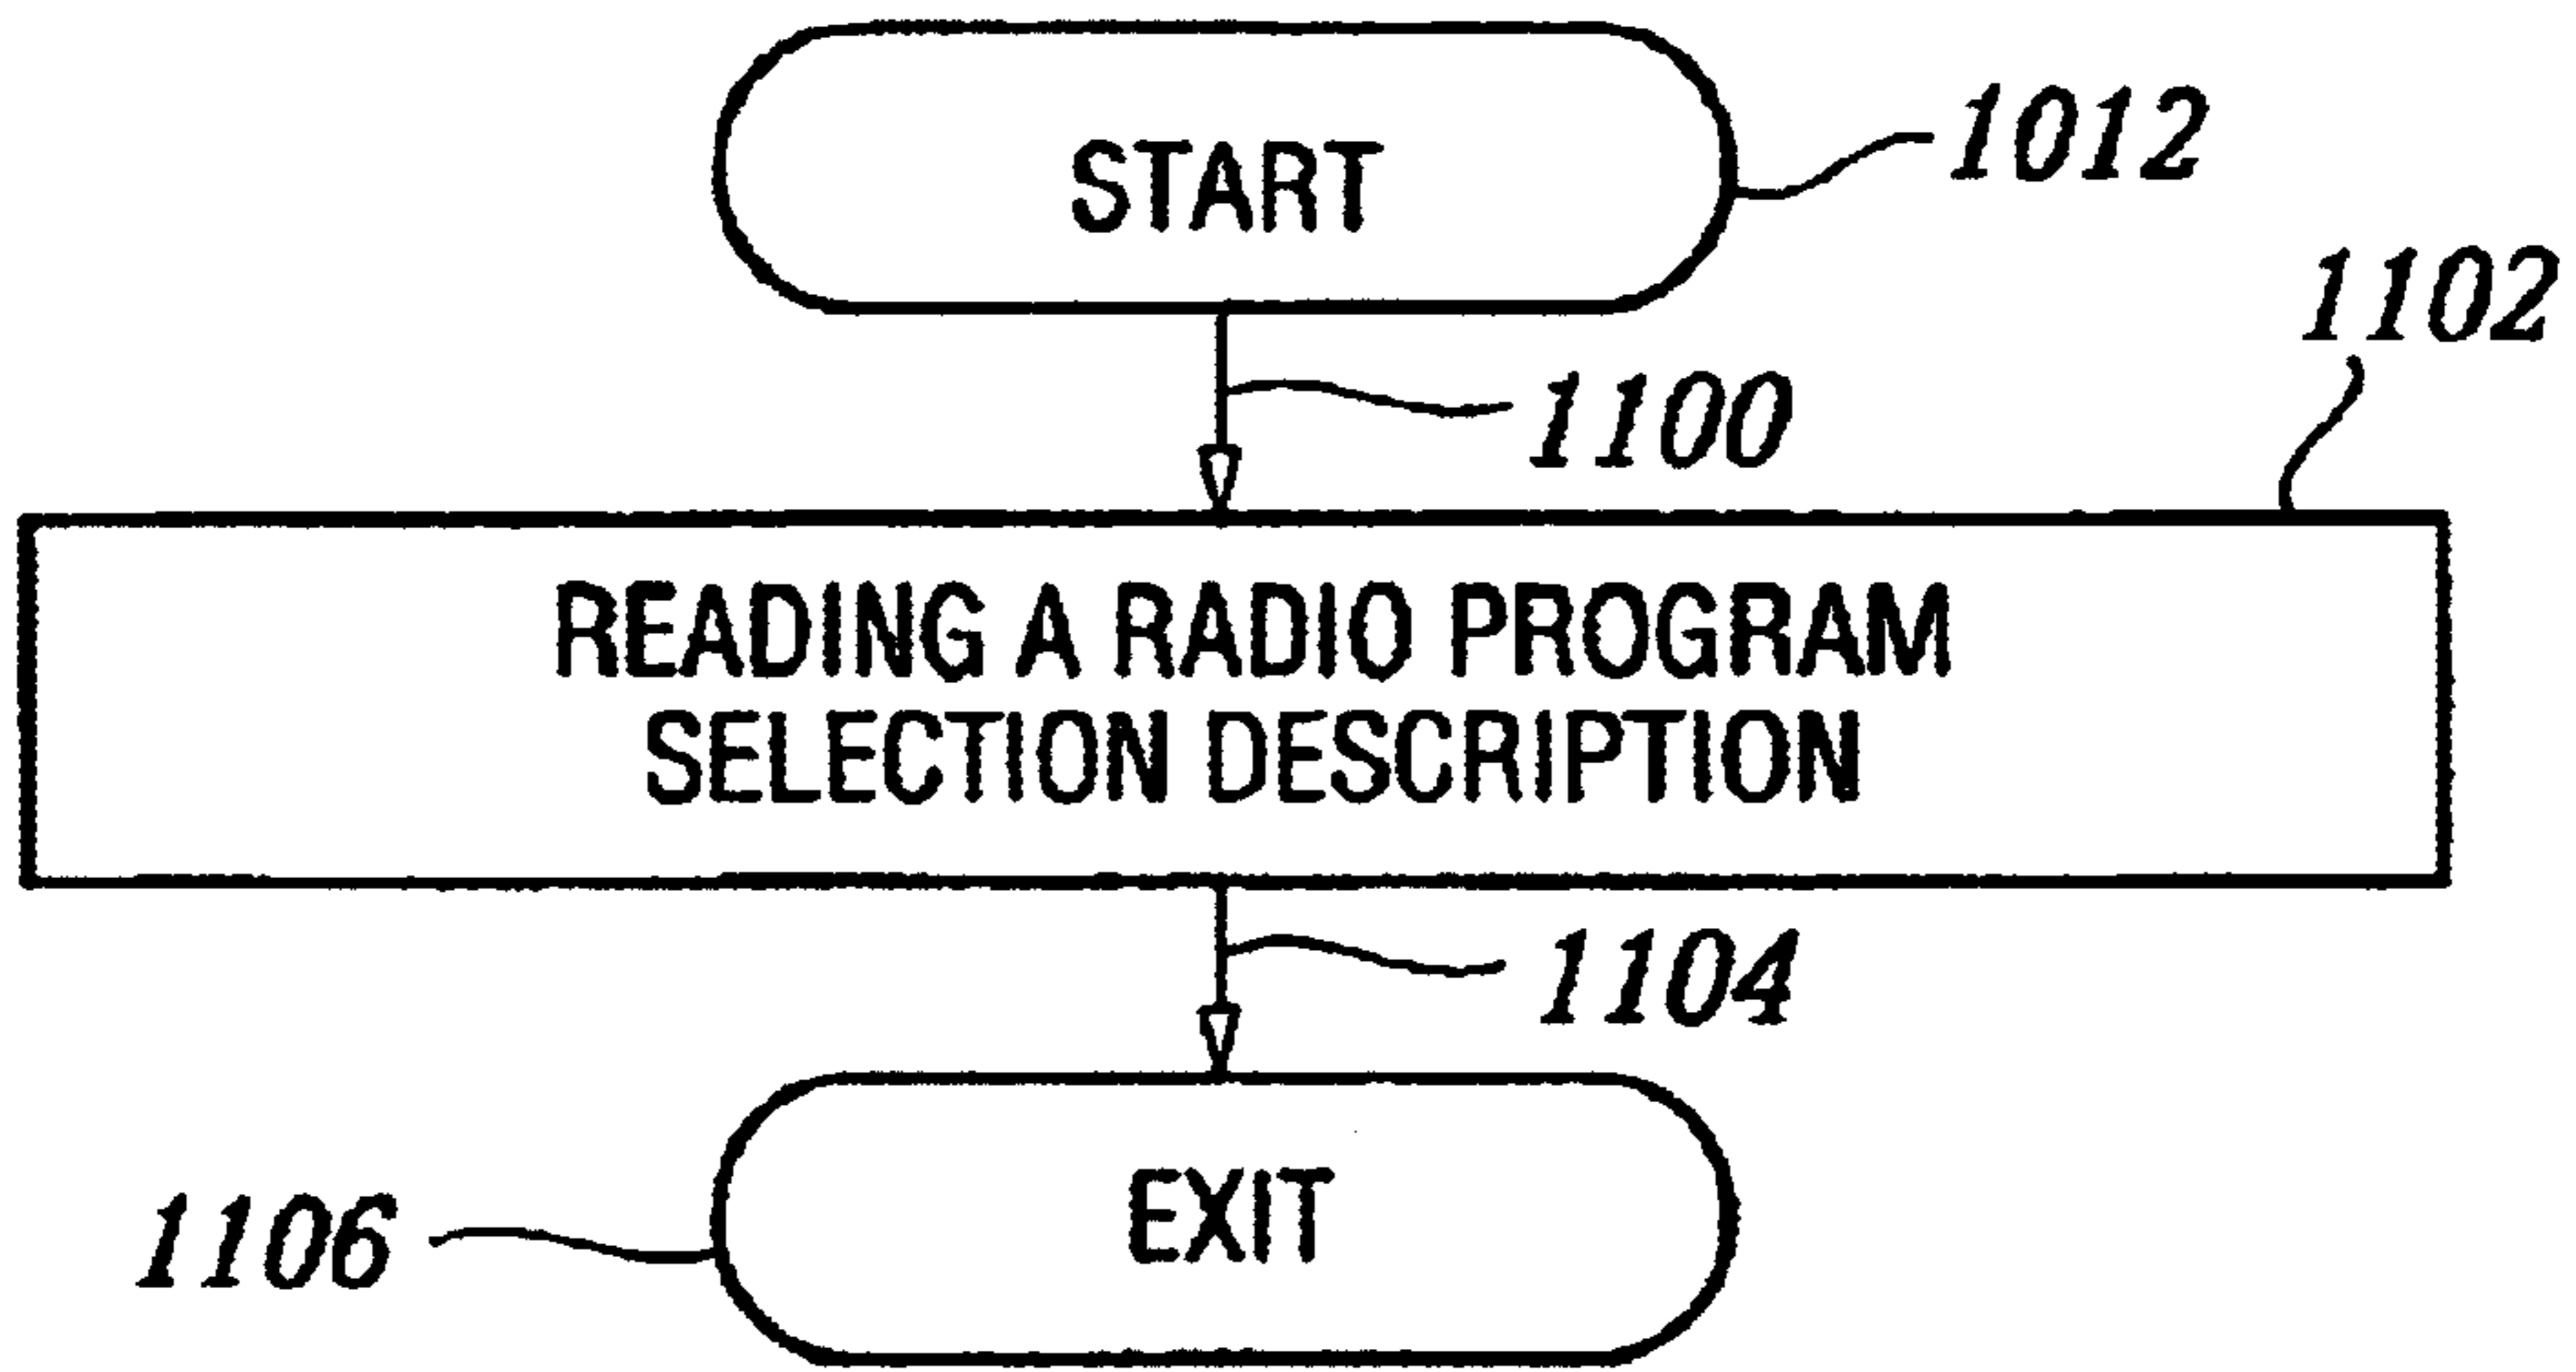 START
1012
1102
1100
READING A RADIO PROGRAM
SELECTION DESCRIPTION
1104
EXIT
1106